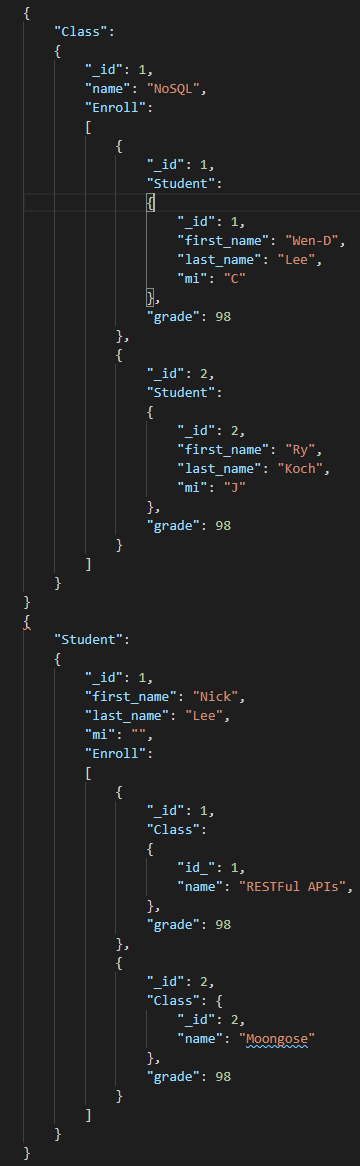 {
    "Class":
    {
        "_id": 1,
        "name": "NoSQL",
        "Enroll":
        [
            {
                "_id": 1,
                "Student":
                {
                    "_id": 1,
                    "first_name": "Wen-D",
                    "last_name": "Lee",
                    "mi": "C"
                },
                "grade": 98
            },
            {
                "_id": 2,
                "Student":
                {
                    "_id": 2,
                    "first_name": "Ry",
                    "last_name": "Koch",
                    "mi": "J"
                },
                "grade": 98
            }
        ]
    }
}
{
    "Student":
    {
        "_id": 1,
        "first_name": "Nick",
        "last_name": "Lee",
        "mi": "",
        "Enroll":
        [
            {
                "_id": 1,
                "Class":
                {
                    "id_": 1,
                    "name": "RESTFul APIs",
                },
                "grade": 98
            },
            {
                "_id": 2,
                "Class": {
                    "_id": 2,
                    "name": "Moongose"
                },
                "grade": 98
            }
        ]
    }
}